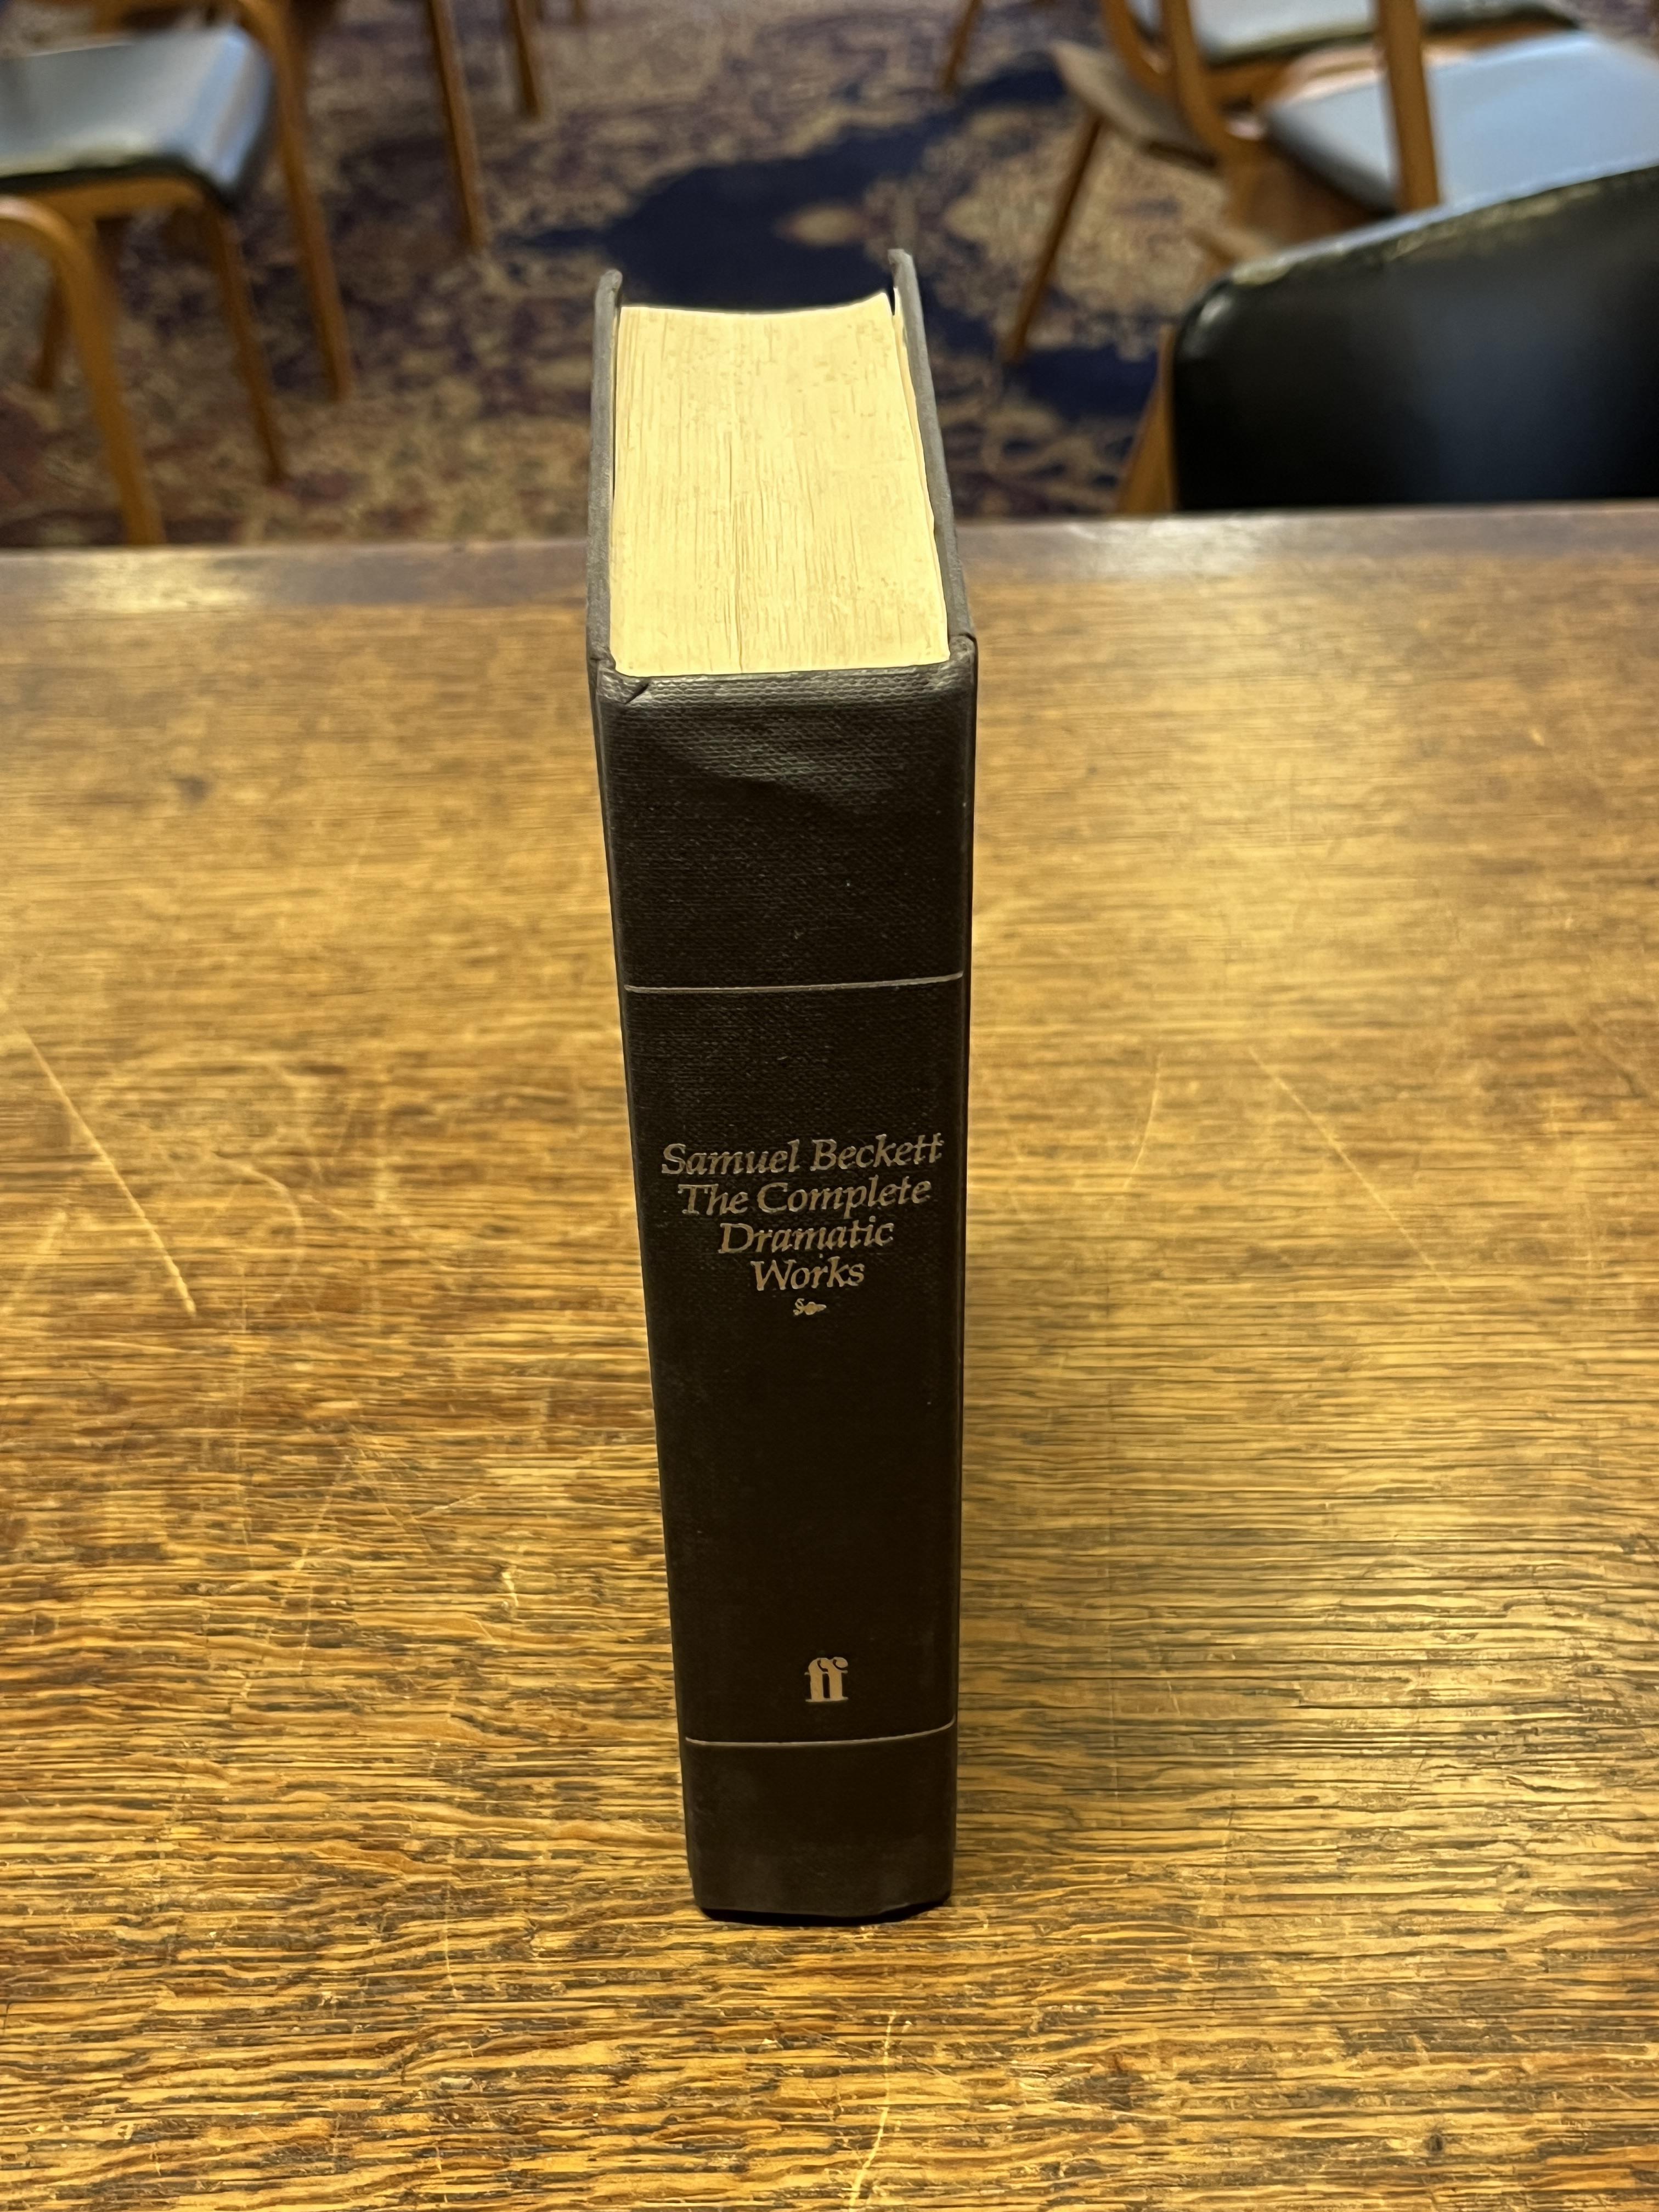 Samuel Beckett
The Complete
Dramatic
Works
ff